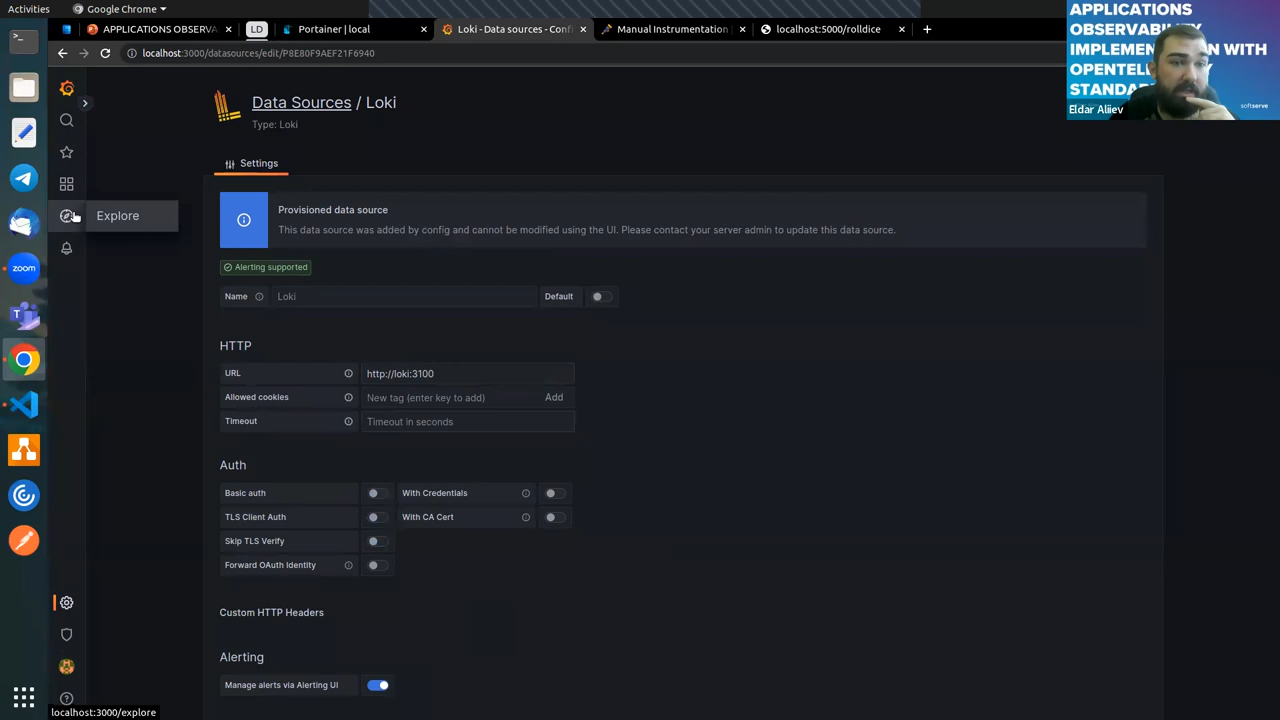 Activities
Google Chrome
APPLICATIONS OBSERVA
LD
Portainer | local
Loki - Data sources - Conf
Manual Instrumentation
localhost:5000/rolldice
localhost:3000/datasources/edit/P8E80F9AEF21F6940
APPLICATIONS
OBSERVABILITY
WITH
STANDA
Eldar Aliiev
softserve
Data Sources / Loki
Type: Loki
Settings
Explore
Provisioned data source
This data source was added by config and cannot be modified using the UI. Please contact your server admin to update this data source.
Alerting supported
Name
Loki
Default
zoom
HTTP
URL
http://loki:3100
Allowed cookies
New tag (enter key to add)
Add
Timeout
Timeout in seconds
Auth
Basic auth
With Credentials
TLS Client Auth
With CA Cert
Skip TLS Verify
Forward OAuth Identity
Custom HTTP Headers
Alerting
Manage alerts via Alerting UI
localhost:3000/explore